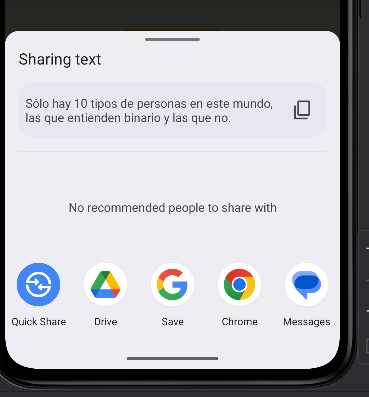 Sharing text
Sólo hay 10 tipos de personas en este mundo,
las que entienden binario y las que no.
No recommended people to share with
Quick Share
Drive
Save
Chrome
Messages